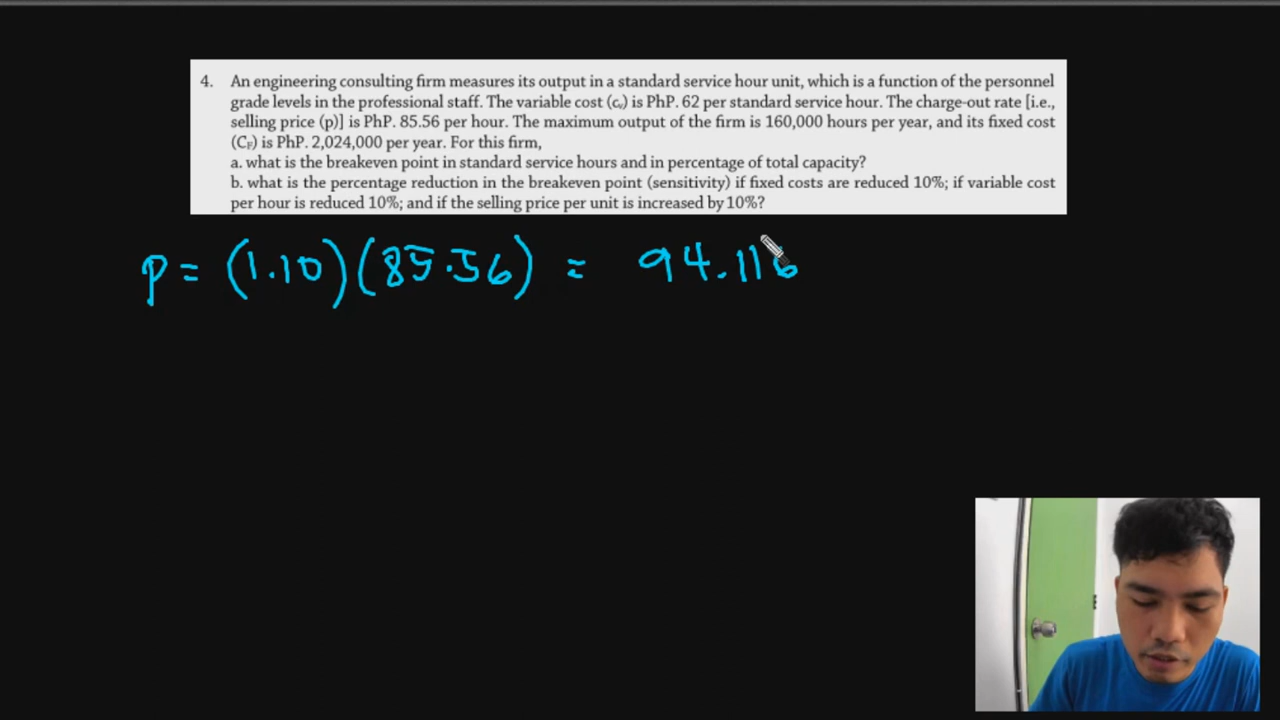 4. An engineering consulting firm measures its output in a standard service hour unit, which is a function of the personnel
grade levels in the professional staff. The variable cost (cᵥ) is PhP. 62 per standard service hour. The charge-out rate [i.e.,
selling price (p)] is PhP. 85.56 per hour. The maximum output of the firm is 160,000 hours per year, and its fixed cost
(C_F) is PhP. 2,024,000 per year. For this firm,
a. what is the breakeven point in standard service hours and in percentage of total capacity?
b. what is the percentage reduction in the breakeven point (sensitivity) if fixed costs are reduced 10%; if variable cost
per hour is reduced 10%; and if the selling price per unit is increased by 10%?
p = (1.10)(85.56) = 94.116